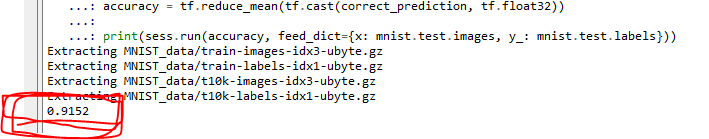 ...: accuracy = tf.reduce_mean(tf.cast(correct_prediction, tf.float32))
...:
...: print(sess.run(accuracy, feed_dict={x: mnist.test.images, y_: mnist.test.labels}))
Extracting MNIST_data/train-images-idx3-ubyte.gz
Extracting MNIST_data/train-labels-idx1-ubyte.gz
Extracting MNIST_data/t10k-images-idx3-ubyte.gz
Extracting MNIST_data/t10k-labels-idx1-ubyte.gz
0.9152